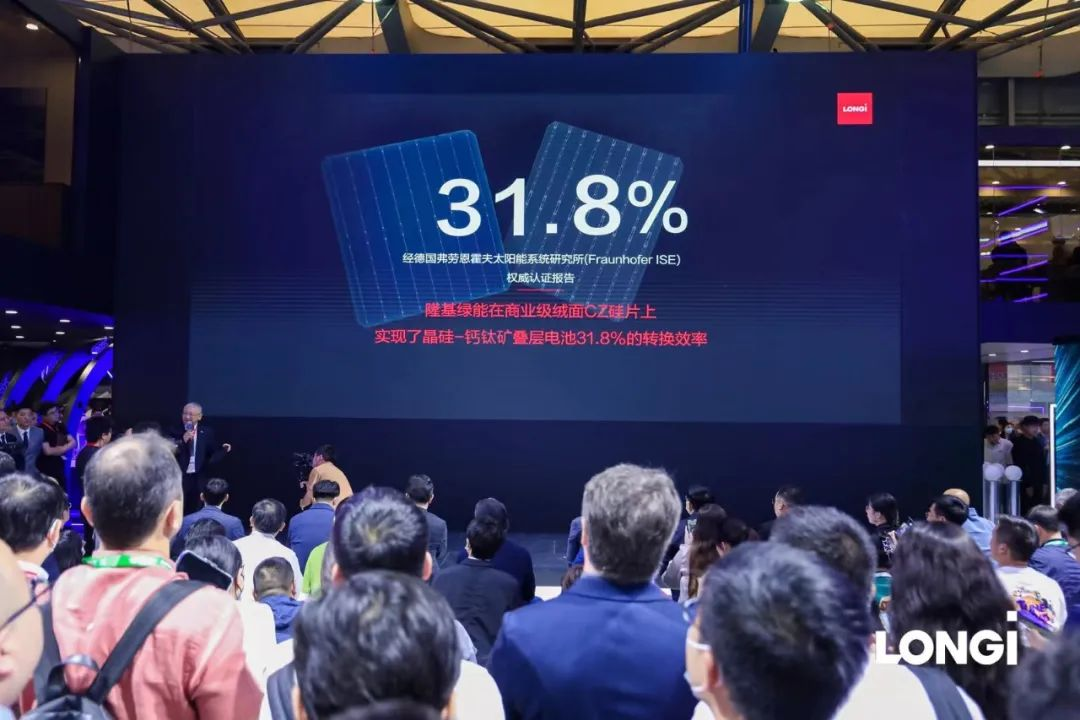 LONGi
31.8%
经德国弗劳恩霍夫太阳能系统研究所(Fraunhofer ISE)
权威认证报告
隆基绿能在商业级绒面CZ硅片上
实现了晶硅-钙钛矿叠层电池31.8%的转换效率
LONGi